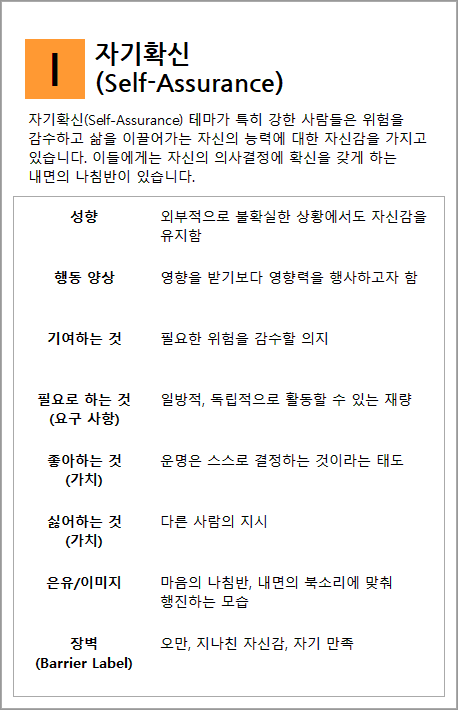 I
자기확신
(Self-Assurance)
자기확신(Self-Assurance) 테마가 특히 강한 사람들은 위험을
감수하고 삶을 이끌어가는 자신의 능력에 대한 자신감을 가지고
있습니다. 이들에게는 자신의 의사결정에 확신을 갖게 하는
내면의 나침반이 있습니다.
성향
외부적으로 불확실한 상황에서도 자신감을
유지함
행동 양상
영향을 받기보다 영향력을 행사하고자 함
기여하는 것
필요한 위험을 감수할 의지
필요로 하는 것
(요구 사항)
일방적, 독립적으로 활동할 수 있는 재량
좋아하는 것
(가치)
운명은 스스로 결정하는 것이라는 태도
싫어하는 것
(가치)
다른 사람의 지시
은유/이미지
마음의 나침반, 내면의 북소리에 맞춰
행진하는 모습
장벽
(Barrier Label)
오만, 지나친 자신감, 자기 만족